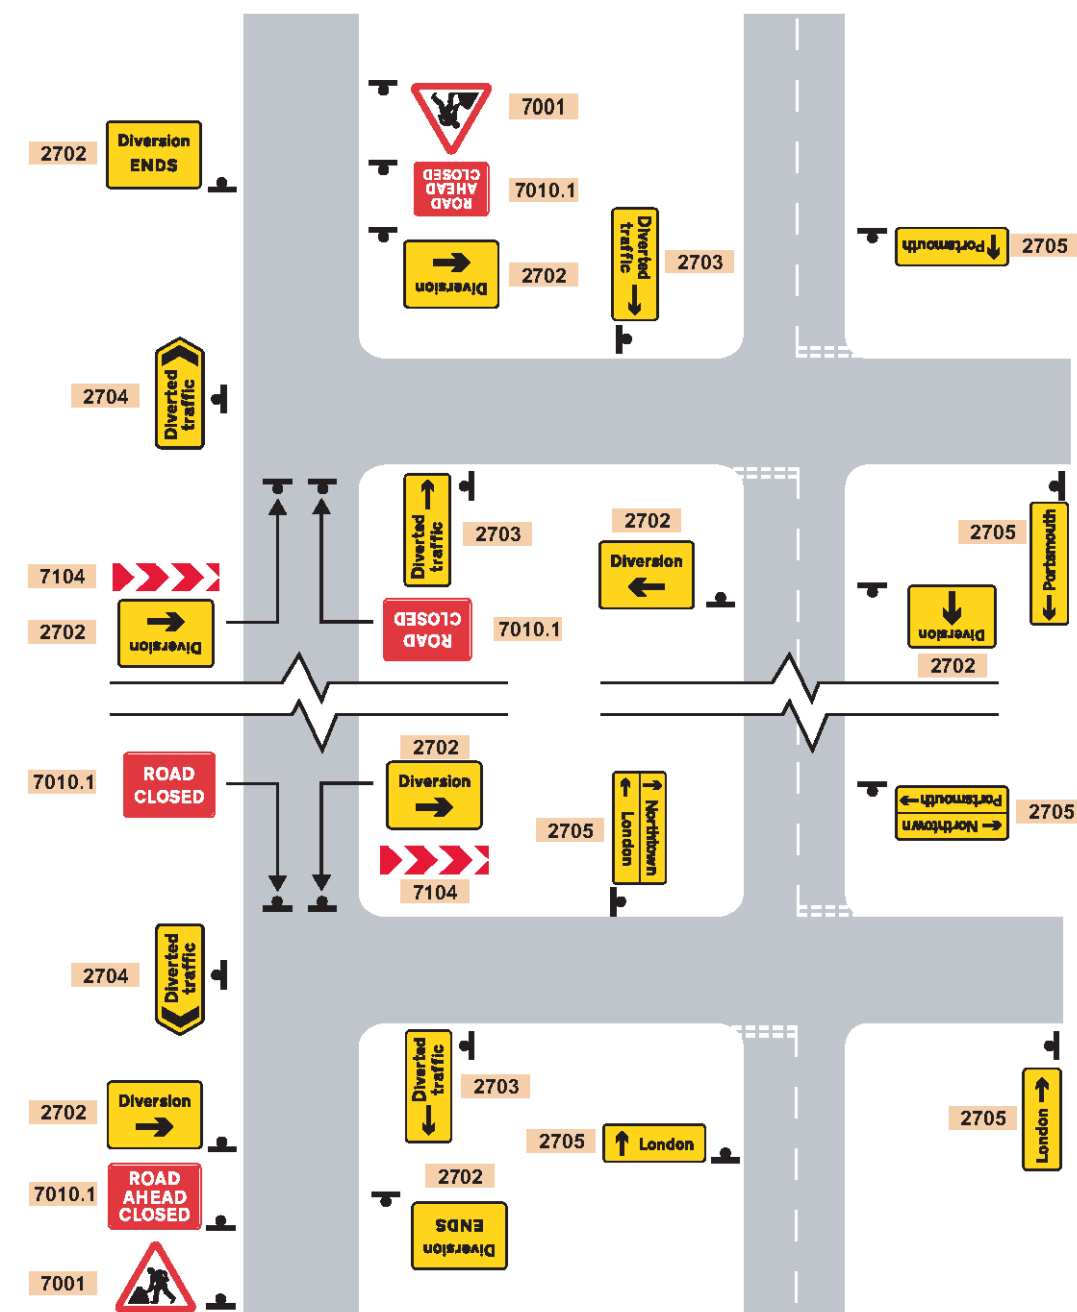 7001
2702
Diversion
ENDS
7010.1
ROAD
AHEAD
CLOSED
2702
Diversion
Diverted
traffic
2703
Portsmouth
2705
2704
Diverted
traffic
Diverted
traffic
2703
2702
Diversion
2705
Portsmouth
7104
2702
Diversion
ROAD
CLOSED
7010.1
Diversion
2702
7010.1
ROAD
CLOSED
2702
Diversion
7104
2705
Northtown
London
Northtown
Portsmouth
2705
2704
Diverted
traffic
2702
Diversion
Diverted
traffic
2703
2705
London
2705
London
7010.1
ROAD
AHEAD
CLOSED
2702
Diversion
ENDS
7001